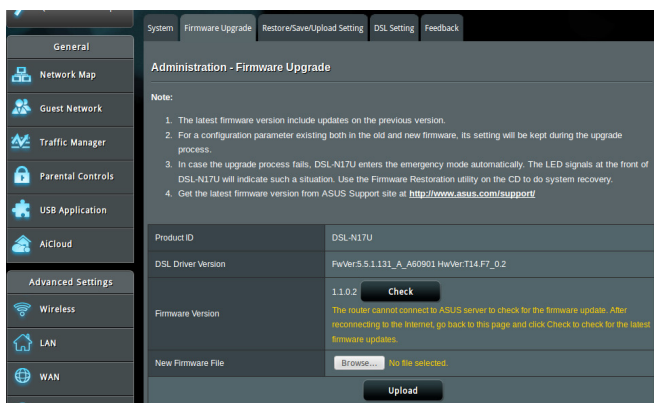 System
Firmware Upgrade
Restore/Save/Upload Setting
DSL Setting
Feedback
General
Network Map
Guest Network
Traffic Manager
Parental Controls
USB Application
AiCloud
Advanced Settings
Wireless
LAN
WAN
Administration - Firmware Upgrade
Note:
1. The latest firmware version include updates on the previous version.
2. For a configuration parameter existing both in the old and new firmware, its setting will be kept during the upgrade
process.
3. In case the upgrade process fails, DSL-N17U enters the emergency mode automatically. The LED signals at the front of
DSL-N17U will indicate such a situation. Use the Firmware Restoration utility on the CD to do system recovery.
4. Get the latest firmware version from ASUS Support site at http://www.asus.com/support/
Product ID
DSL-N17U
DSL Driver Version
FwVer:5.5.1.131_A_A60901 HwVer:T14.F7_0.2
Firmware Version
1.1.0.2 Check
The router cannot connect to ASUS server to check for the firmware update. After
reconnecting to the Internet, go back to this page and click Check to check for the latest
firmware updates.
New Firmware File
Browse... No file selected.
Upload